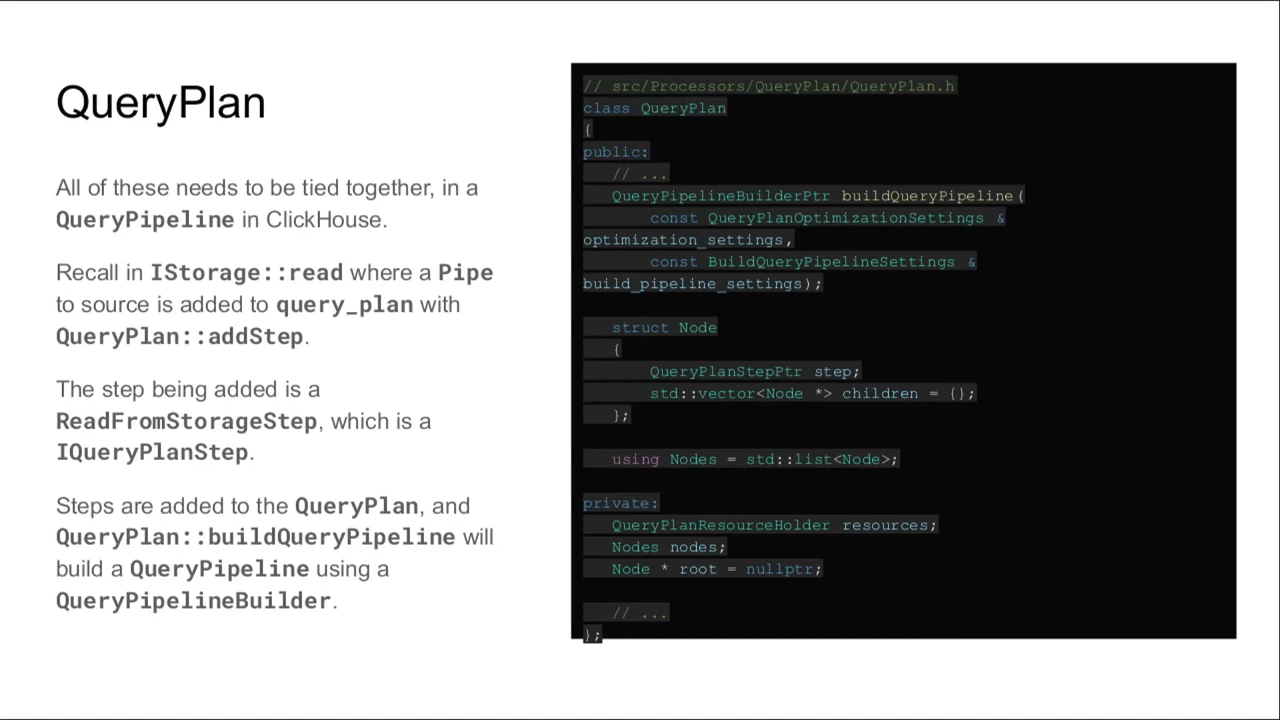 QueryPlan
All of these needs to be tied together, in a
QueryPipeline in ClickHouse.
Recall in IStorage::read where a Pipe
to source is added to query_plan with
QueryPlan::addStep.
The step being added is a
ReadFromStorageStep, which is a
IQueryPlanStep.
Steps are added to the QueryPlan, and
QueryPlan::buildQueryPipeline will
build a QueryPipeline using a
QueryPipelineBuilder.
// src/Processors/QueryPlan/QueryPlan.h
class QueryPlan
{
public:
// ...
QueryPipelineBuilderPtr buildQueryPipeline(
const QueryPlanOptimizationSettings &
optimization_settings,
const BuildQueryPipelineSettings &
build_pipeline_settings);
struct Node
{
QueryPlanStepPtr step;
std::vector<Node *> children = {};
};
using Nodes = std::list<Node>;
private:
QueryPlanResourceHolder resources;
Nodes nodes;
Node * root = nullptr;
// ...
};